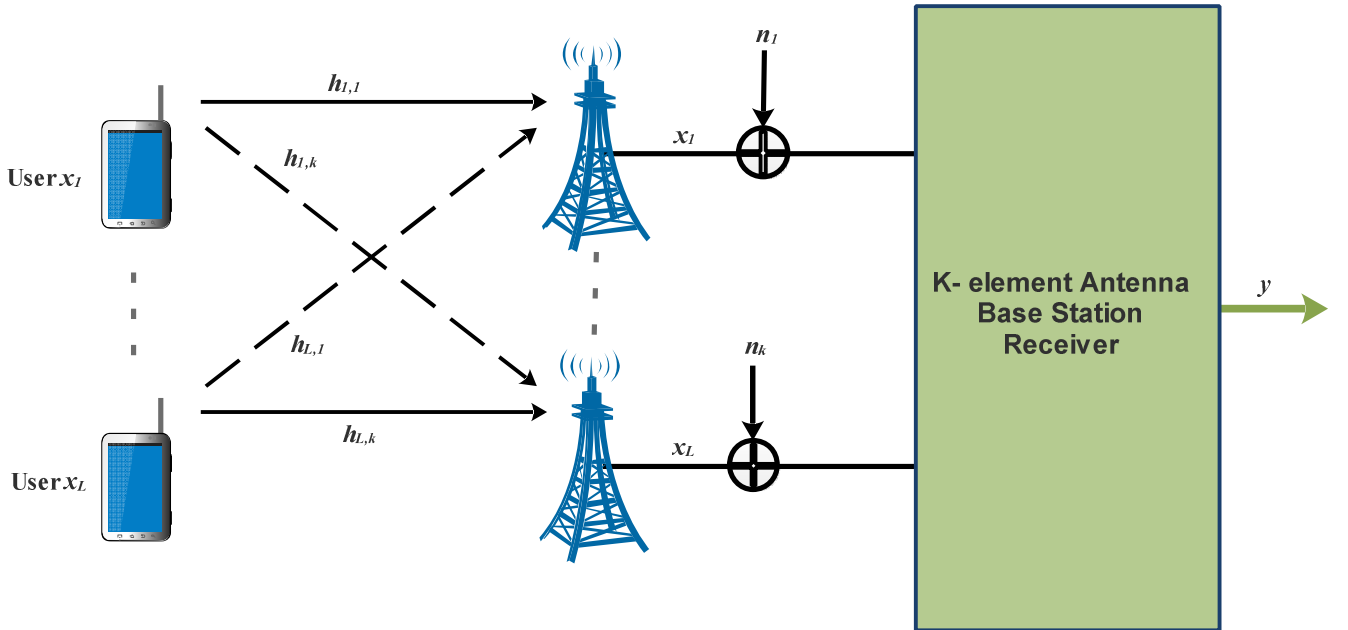 n1
h1,1
x1
h1,k
User x1
K- element Antenna
Base Station
Receiver
y
hL,1
nk
hL,k
xL
User xL